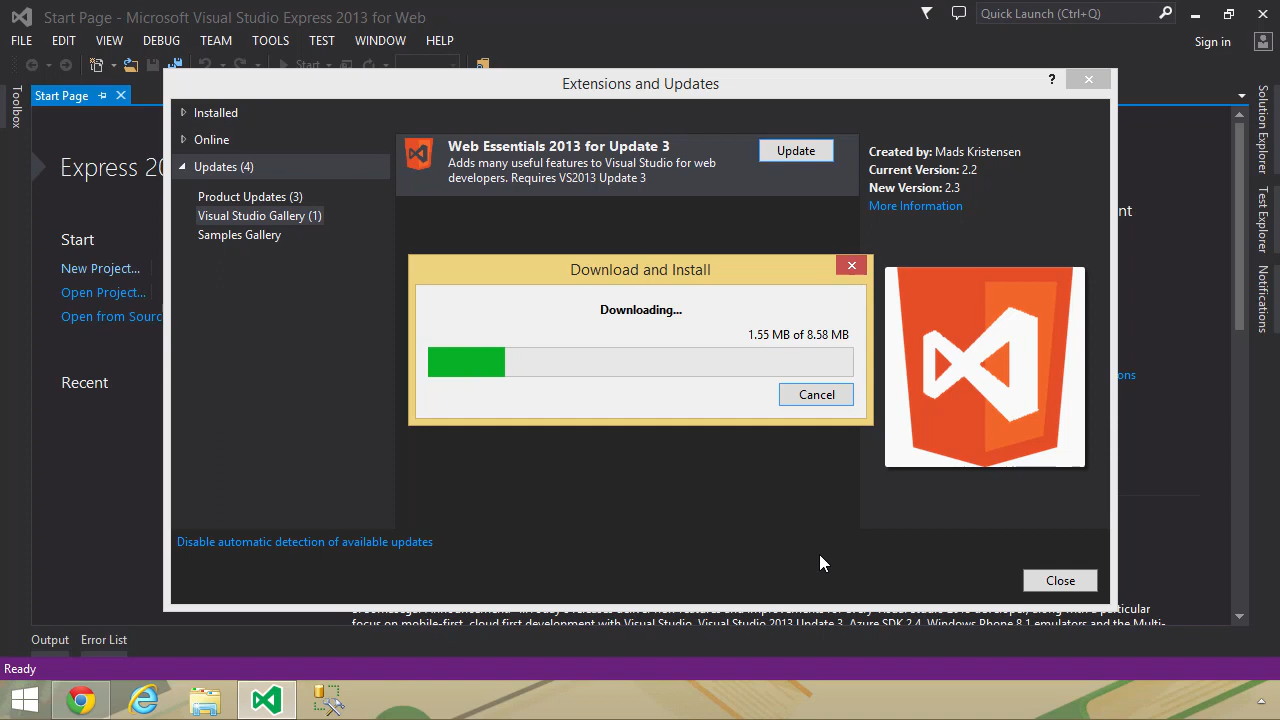 Start Page - Microsoft Visual Studio Express 2013 for Web
Quick Launch (Ctrl+Q)
FILE EDIT VIEW DEBUG TEAM TOOLS TEST WINDOW HELP
Sign in
Start
Toolbox
Start Page
Express 20
Start
New Project...
Open Project...
Open from Sourc
Recent
Extensions and Updates
?
Installed
Online
Updates (4)
Product Updates (3)
Visual Studio Gallery (1)
Samples Gallery
Web Essentials 2013 for Update 3
Adds many useful features to Visual Studio for web
developers. Requires VS2013 Update 3
Update
Created by: Mads Kristensen
Current Version: 2.2
New Version: 2.3
More Information
Download and Install
Downloading...
1.55 MB of 8.58 MB
Cancel
Disable automatic detection of available updates
Close
nt
ons
Solution Explorer
Test Explorer
Notifications
focus on mobile-first, cloud first development with Visual Studio. Visual Studio 2013 Update 3, Azure SDK 2.4, Windows Phone 8.1 emulators and the Multi-
Output Error List
Ready